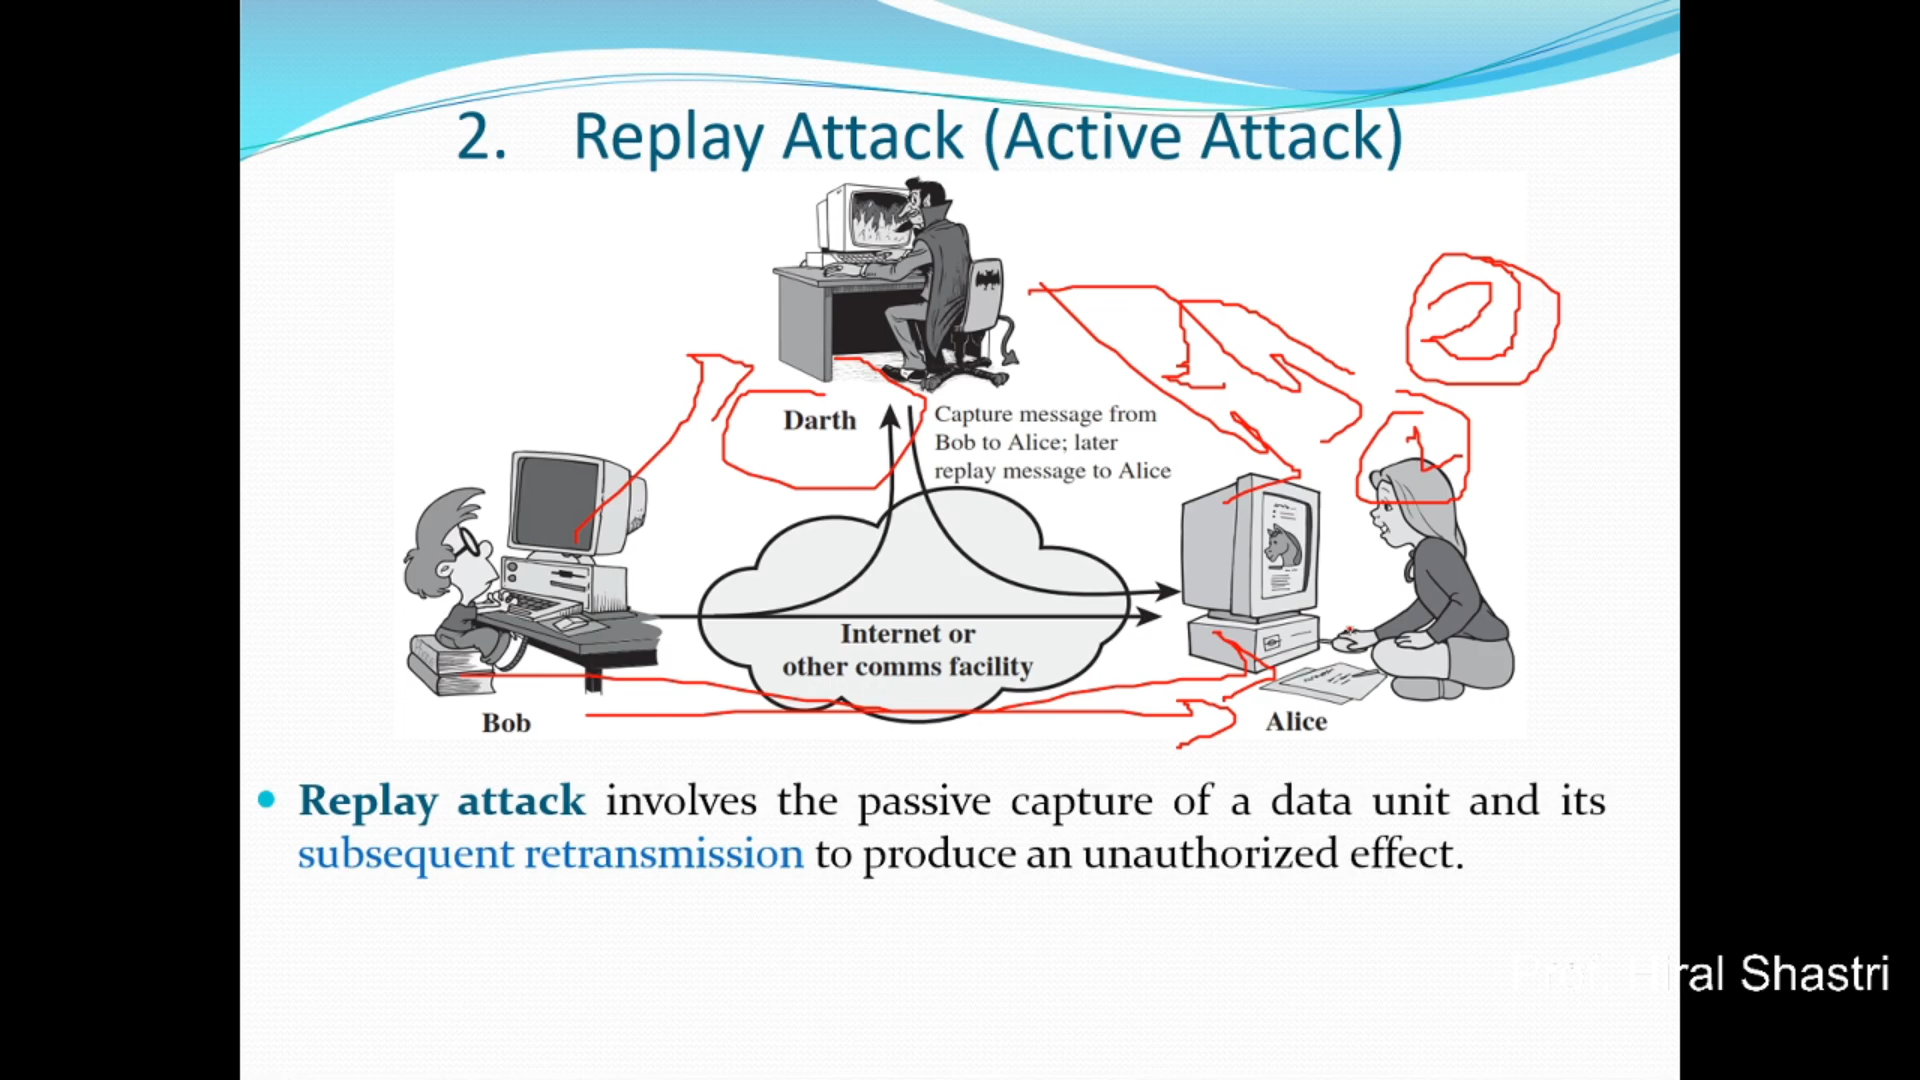 2. Replay Attack (Active Attack)
Darth
Capture message from
Bob to Alice; later
replay message to Alice
Internet or
other comms facility
Bob
Alice
• Replay attack involves the passive capture of a data unit and its
subsequent retransmission to produce an unauthorized effect.
Prof. Hiral Shastri